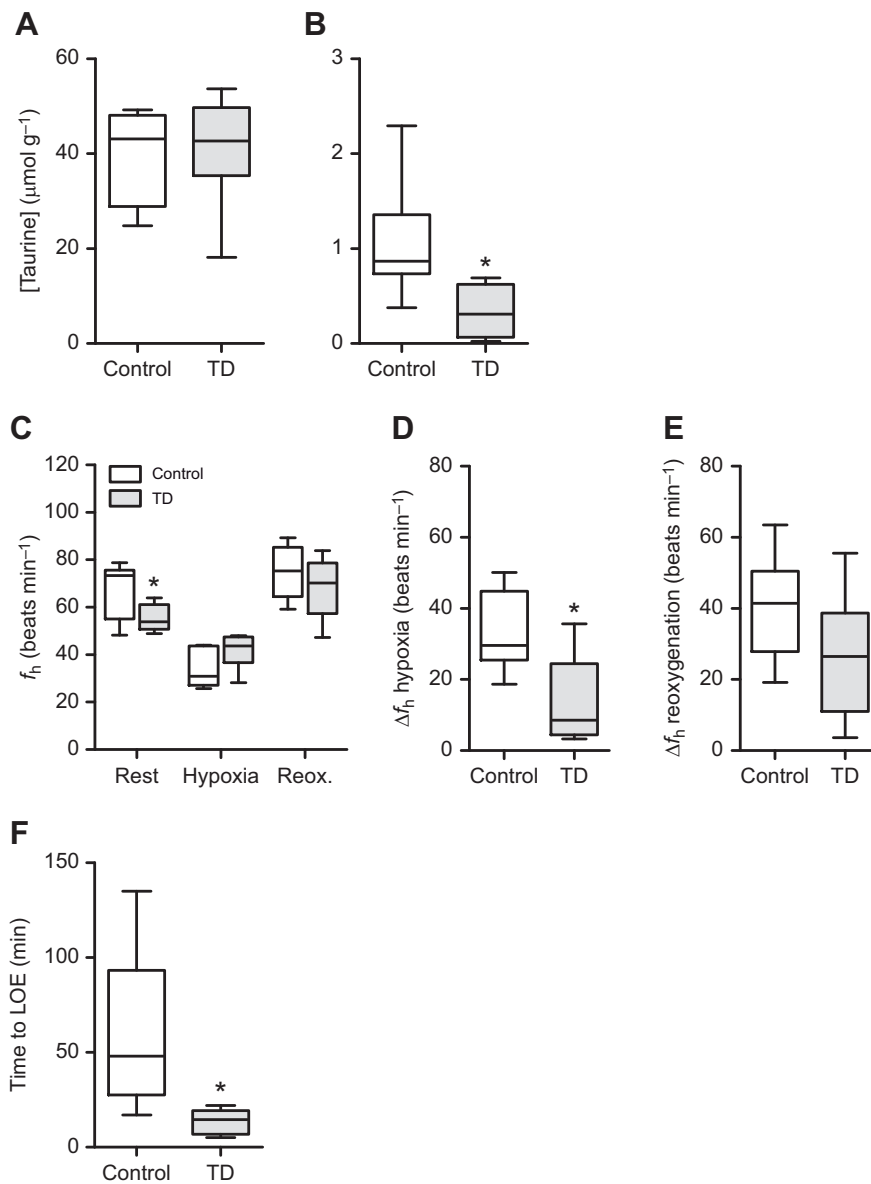 A
[Taurine] (μmol g–1)
60
40
20
0
Control TD
B
3
2
1
0
*
Control TD
C
fh (beats min–1)
120
100
80
60
40
20
0
Control
TD
*
Rest Hypoxia Reox.
D
Δfh hypoxia (beats min–1)
80
60
40
20
0
*
Control TD
E
Δfh reoxygenation (beats min–1)
80
60
40
20
0
Control TD
F
Time to LOE (min)
150
100
50
0
*
Control TD